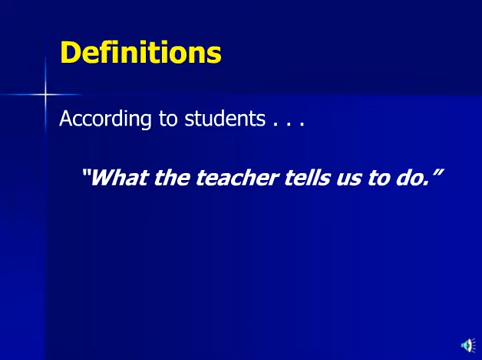 Definitions
According to students . . .
“What the teacher tells us to do.”